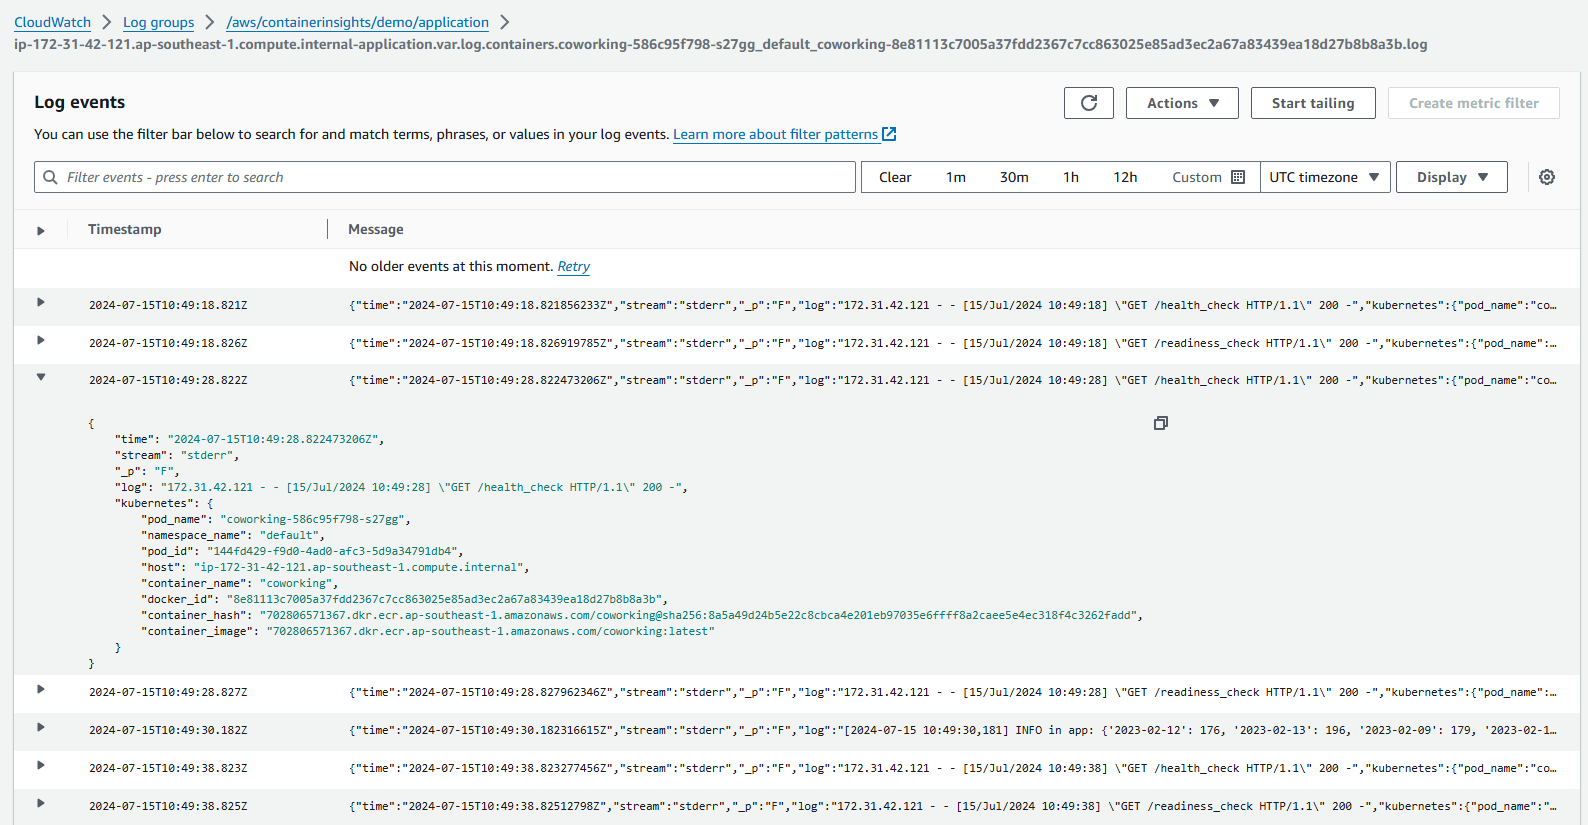 CloudWatch > Log groups > /aws/containerinsights/demo/application >
ip-172-31-42-121.ap-southeast-1.compute.internal-application.var.log.containers.coworking-586c95f798-s27gg_default_coworking-8e81113c7005a37fdd2367c7cc863025e85ad3ec2a67a83439ea18d27b8b8a3b.log
Log events
Actions
Start tailing
Create metric filter
You can use the filter bar below to search for and match terms, phrases, or values in your log events. Learn more about filter patterns
Filter events - press enter to search
Clear 1m 30m 1h 12h Custom
UTC timezone
Display
Timestamp Message
No older events at this moment. Retry
2024-07-15T10:49:18.821Z {"time":"2024-07-15T10:49:18.821856233Z","stream":"stderr","_p":"F","log":"172.31.42.121 - - [15/Jul/2024 10:49:18] \"GET /health_check HTTP/1.1\" 200 -","kubernetes":{"pod_name":"co…
2024-07-15T10:49:18.826Z {"time":"2024-07-15T10:49:18.826919785Z","stream":"stderr","_p":"F","log":"172.31.42.121 - - [15/Jul/2024 10:49:18] \"GET /readiness_check HTTP/1.1\" 200 -","kubernetes":{"pod_name":…
2024-07-15T10:49:28.822Z {"time":"2024-07-15T10:49:28.822473206Z","stream":"stderr","_p":"F","log":"172.31.42.121 - - [15/Jul/2024 10:49:28] \"GET /health_check HTTP/1.1\" 200 -","kubernetes":{"pod_name":"co…
{
"time": "2024-07-15T10:49:28.822473206Z",
"stream": "stderr",
"_p": "F",
"log": "172.31.42.121 - - [15/Jul/2024 10:49:28] \"GET /health_check HTTP/1.1\" 200 -",
"kubernetes": {
"pod_name": "coworking-586c95f798-s27gg",
"namespace_name": "default",
"pod_id": "144fd429-f9d0-4ad0-afc3-5d9a34791db4",
"host": "ip-172-31-42-121.ap-southeast-1.compute.internal",
"container_name": "coworking",
"docker_id": "8e81113c7005a37fdd2367c7cc863025e85ad3ec2a67a83439ea18d27b8b8a3b",
"container_hash": "702806571367.dkr.ecr.ap-southeast-1.amazonaws.com/coworking@sha256:8a5a49d24b5e22c8cbca4e201eb97035e6ffff8a2caee5e4ec318f4c3262fadd",
"container_image": "702806571367.dkr.ecr.ap-southeast-1.amazonaws.com/coworking:latest"
}
}
2024-07-15T10:49:28.827Z {"time":"2024-07-15T10:49:28.827962346Z","stream":"stderr","_p":"F","log":"172.31.42.121 - - [15/Jul/2024 10:49:28] \"GET /readiness_check HTTP/1.1\" 200 -","kubernetes":{"pod_name":…
2024-07-15T10:49:30.182Z {"time":"2024-07-15T10:49:30.182316615Z","stream":"stderr","_p":"F","log":"[2024-07-15 10:49:30,181] INFO in app: {'2023-02-12': 176, '2023-02-13': 196, '2023-02-09': 179, '2023-02-1…
2024-07-15T10:49:38.823Z {"time":"2024-07-15T10:49:38.823277456Z","stream":"stderr","_p":"F","log":"172.31.42.121 - - [15/Jul/2024 10:49:38] \"GET /health_check HTTP/1.1\" 200 -","kubernetes":{"pod_name":"co…
2024-07-15T10:49:38.825Z {"time":"2024-07-15T10:49:38.82512798Z","stream":"stderr","_p":"F","log":"172.31.42.121 - - [15/Jul/2024 10:49:38] \"GET /readiness_check HTTP/1.1\" 200 -","kubernetes":{"pod_name":"…